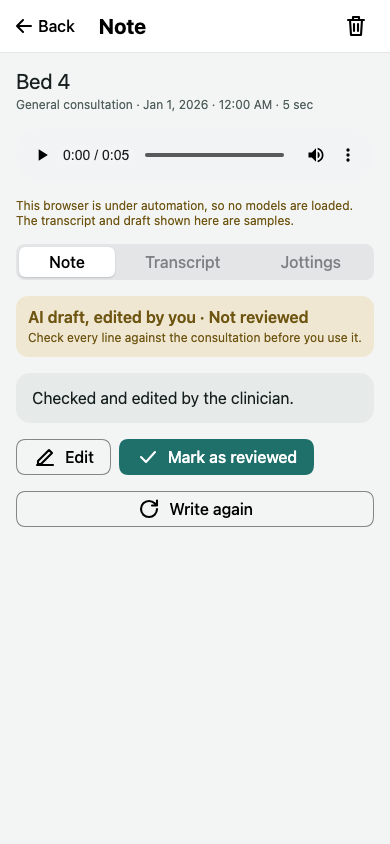 Back Note
Bed 4
General consultation · Jan 1, 2026 · 12:00 AM · 5 sec
0:00 / 0:05
This browser is under automation, so no models are loaded.
The transcript and draft shown here are samples.
Note Transcript Jottings
AI draft, edited by you · Not reviewed
Check every line against the consultation before you use it.
Checked and edited by the clinician.
Edit Mark as reviewed
Write again